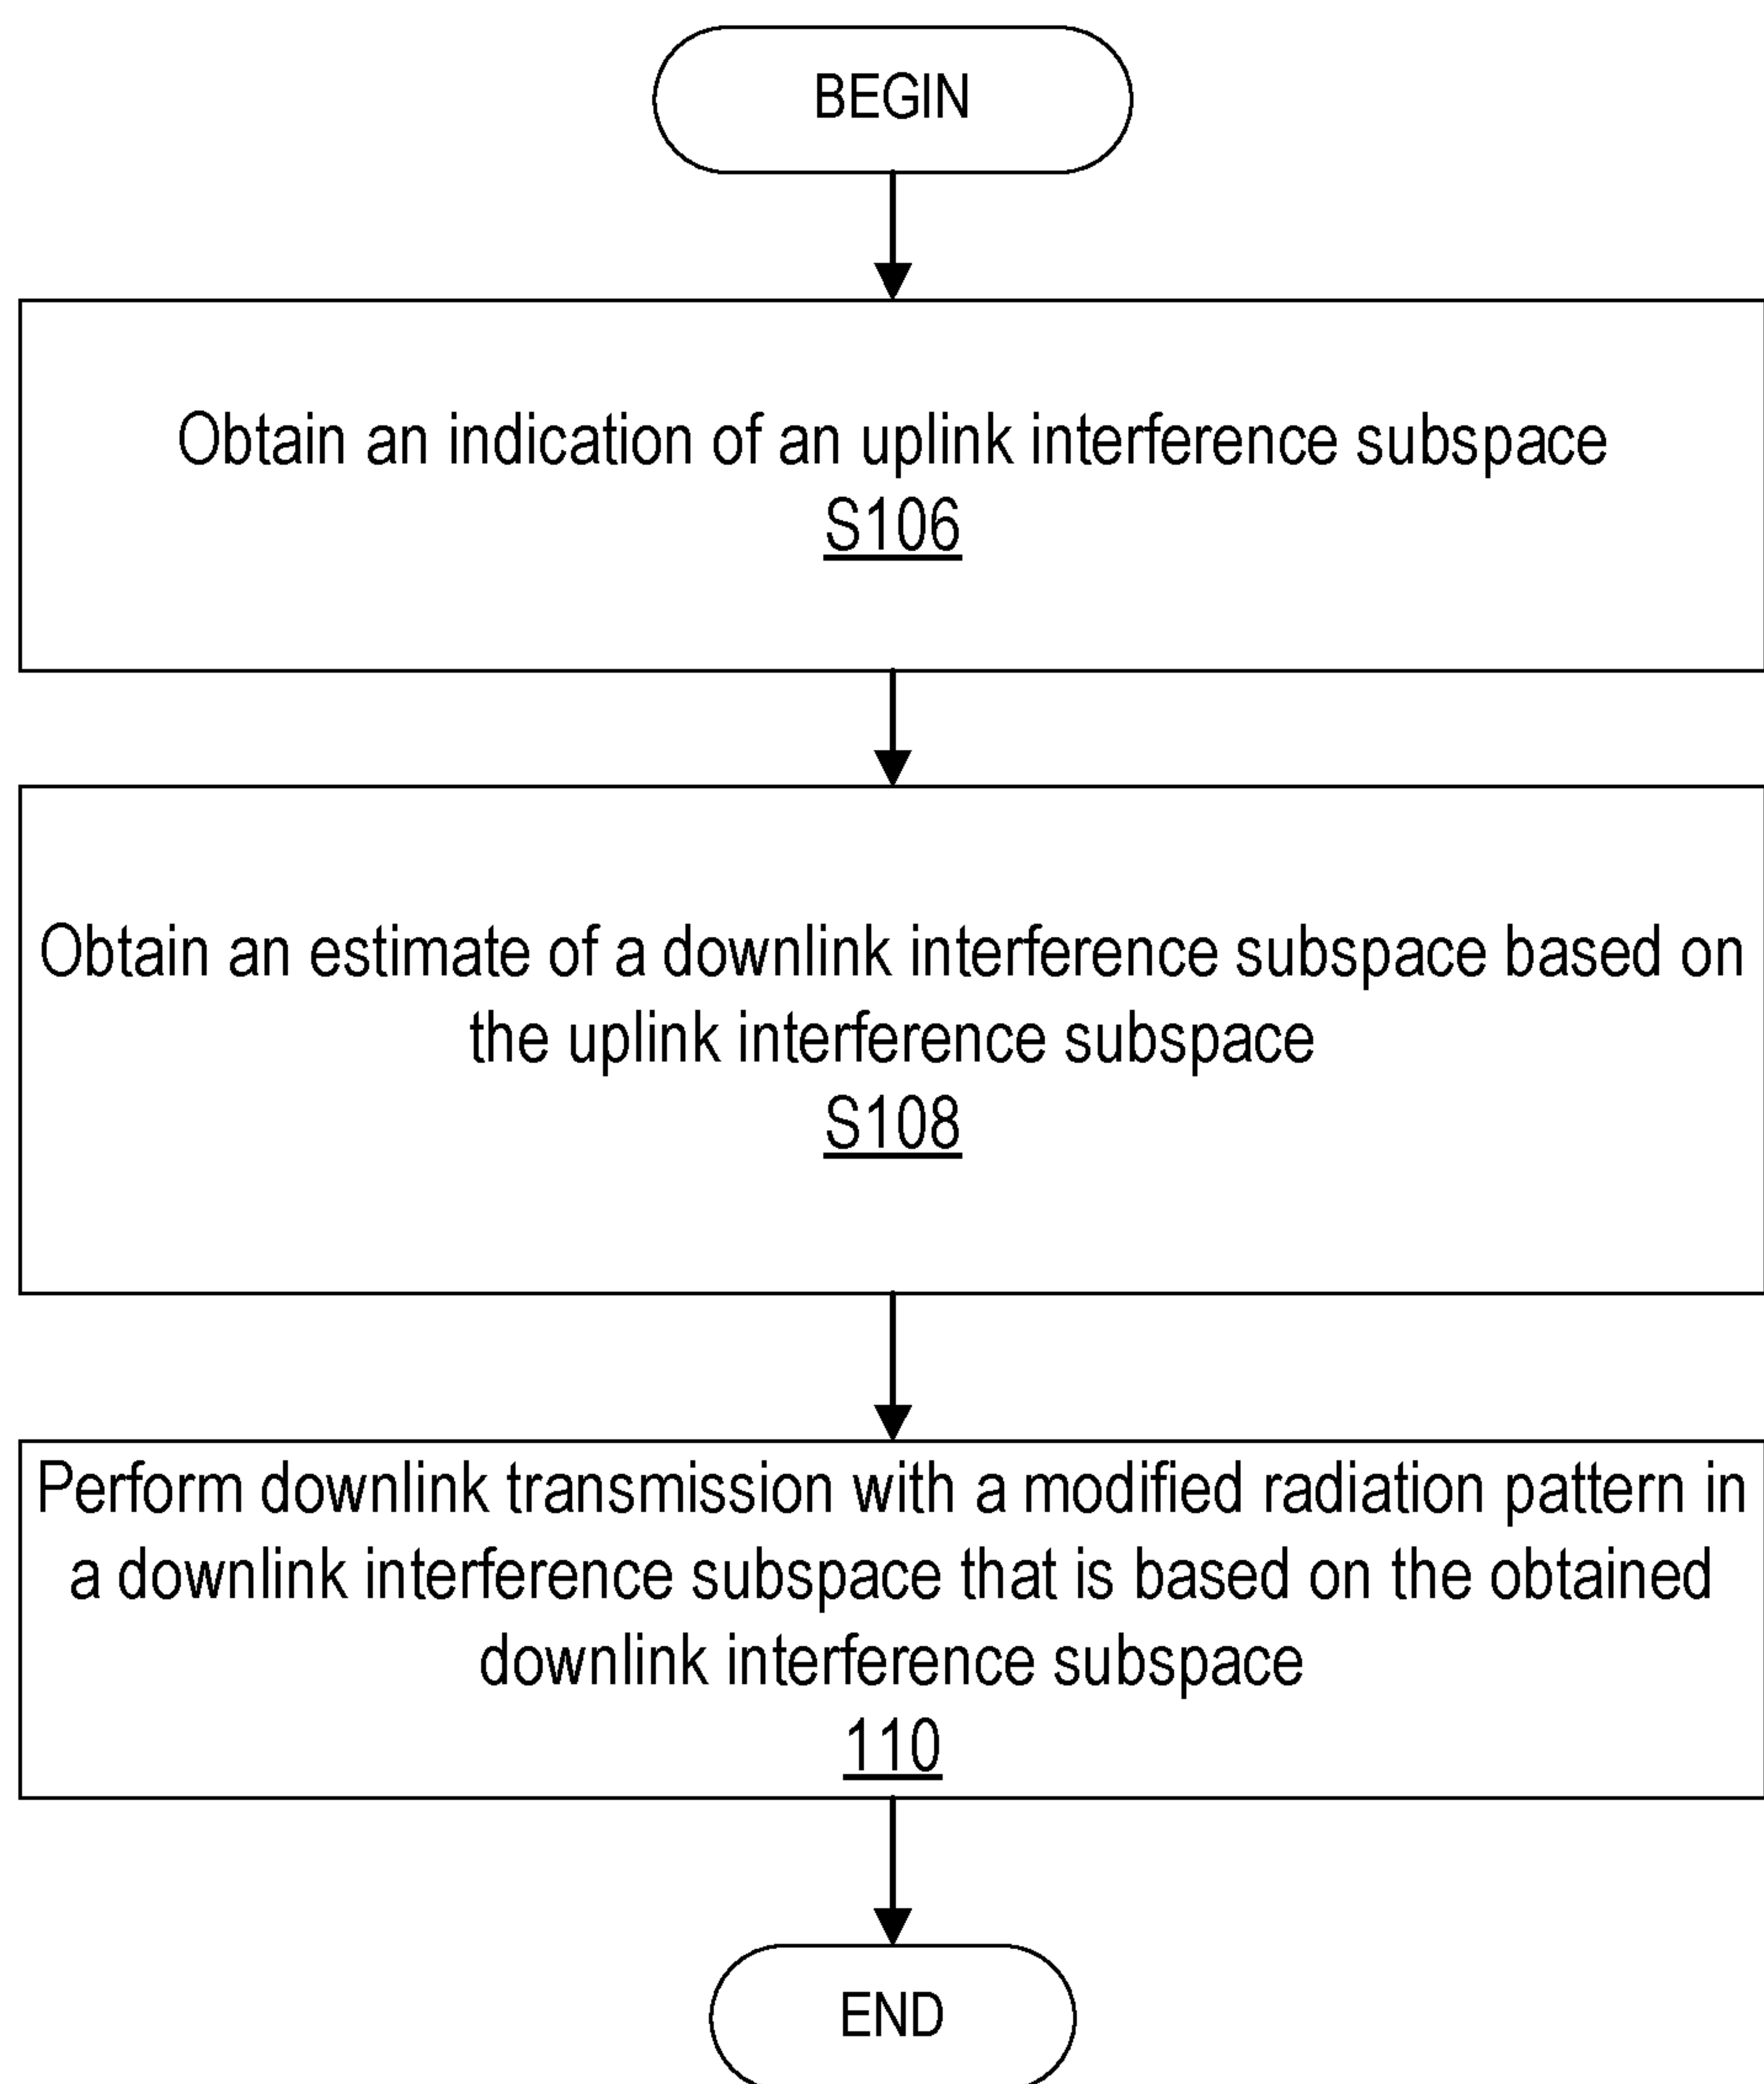 BEGIN
Obtain an indication of an uplink interference subspace
S106
Obtain an estimate of a downlink interference subspace based on
the uplink interference subspace
S108
Perform downlink transmission with a modified radiation pattern in
a downlink interference subspace that is based on the obtained
downlink interference subspace
110
END